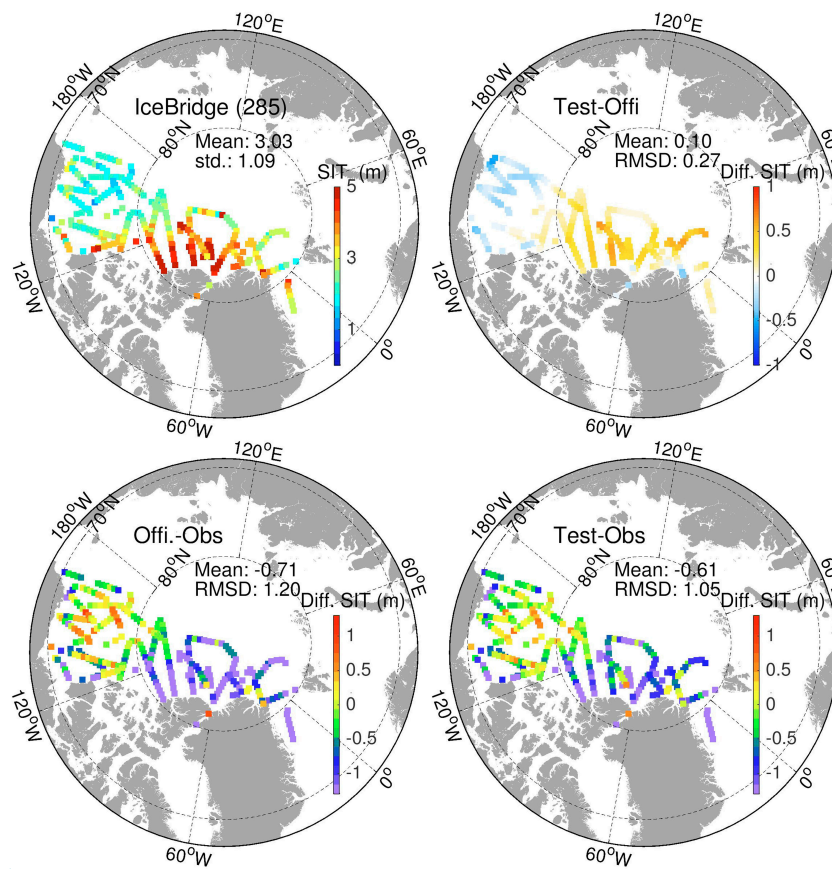 120°E
180°W
70°N
IceBridge (285)
80°N
Mean: 3.03
std.: 1.09
60°E
SIT (m)
5
3
1
120°W
0°
60°W
120°E
180°W
70°N
Test-Offi
80°N
Mean: 0.10
RMSD: 0.27
60°E
Diff. SIT (m)
1
0.5
0
-0.5
-1
120°W
0°
60°W
120°E
180°W
70°N
Offi.-Obs
80°N
Mean: -0.71
RMSD: 1.20
60°E
Diff. SIT (m)
1
0.5
0
-0.5
-1
120°W
0°
60°W
120°E
180°W
70°N
Test-Obs
80°N
Mean: -0.61
RMSD: 1.05
60°E
Diff. SIT (m)
1
0.5
0
-0.5
-1
120°W
0°
60°W